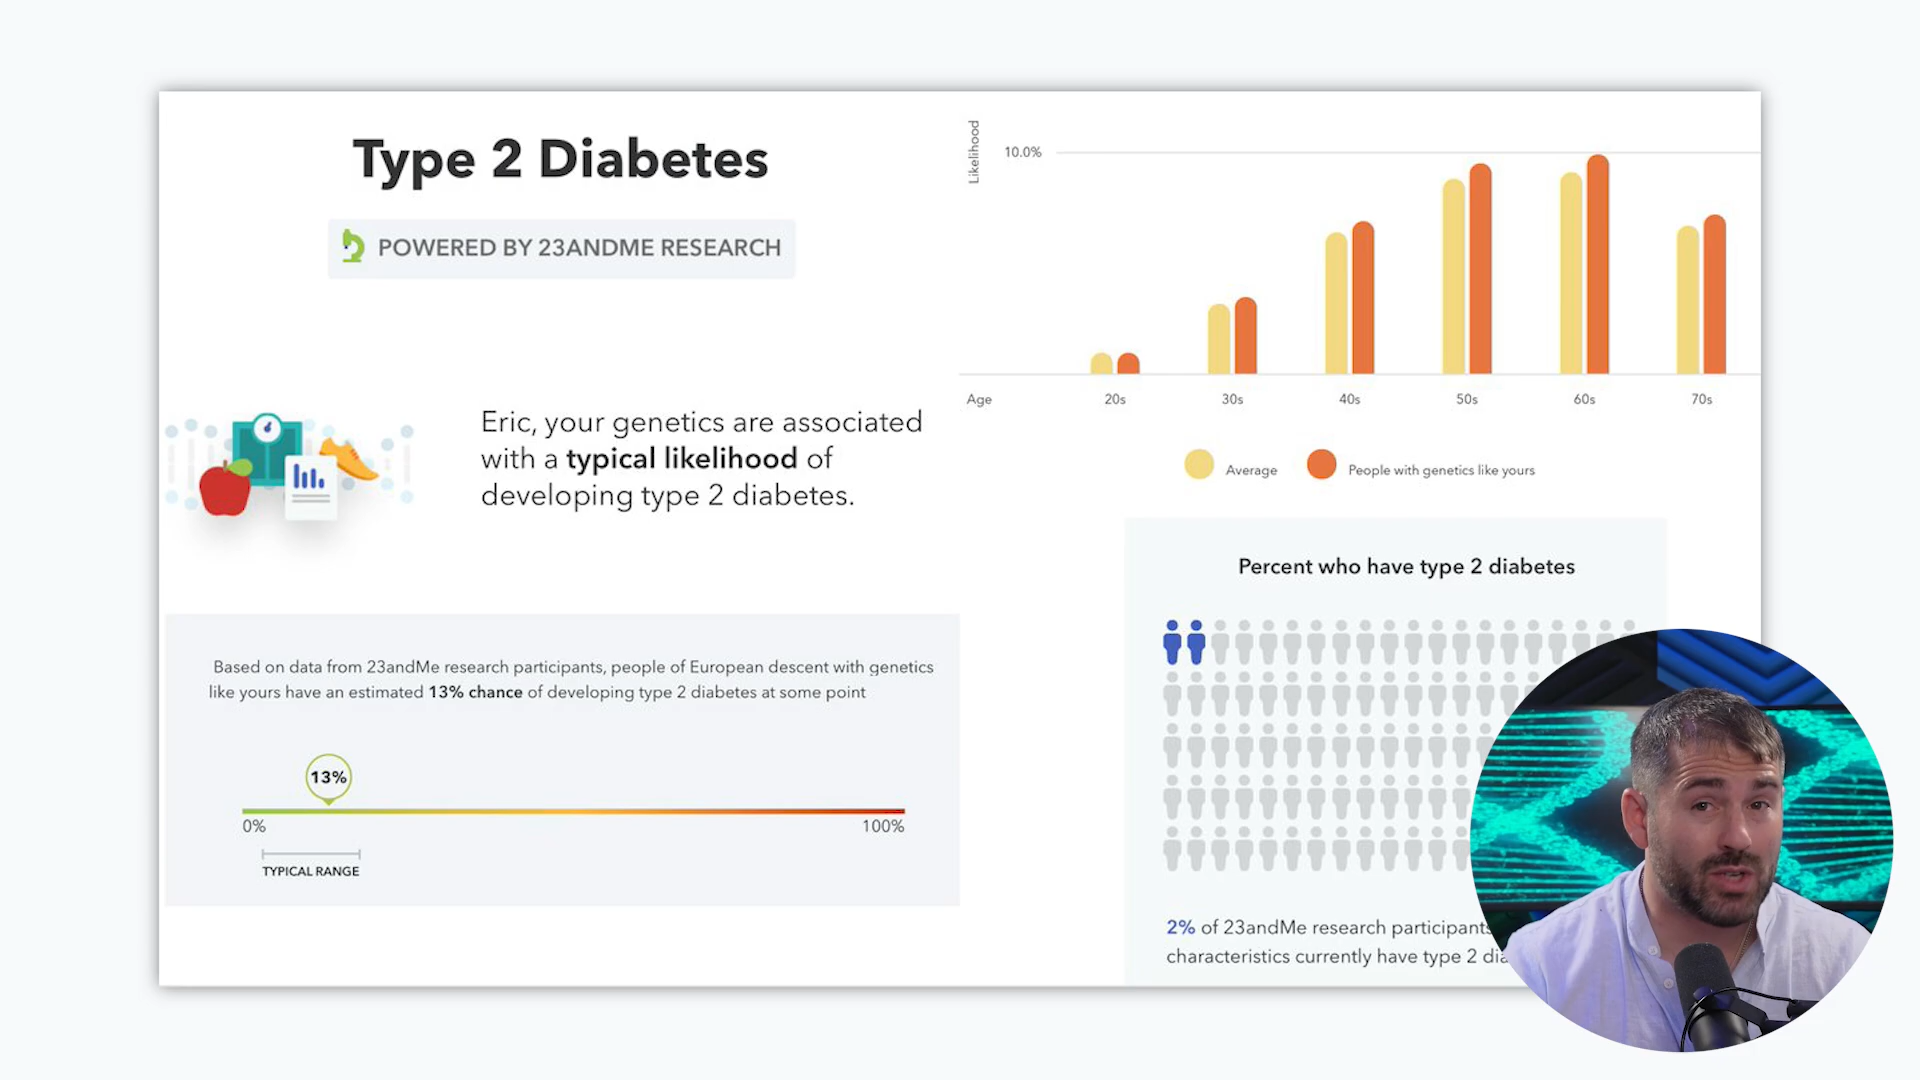 Type 2 Diabetes
POWERED BY 23ANDME RESEARCH
Eric, your genetics are associated
with a typical likelihood of
developing type 2 diabetes.
Based on data from 23andMe research participants, people of European descent with genetics
like yours have an estimated 13% chance of developing type 2 diabetes at some point
13%
0%
100%
TYPICAL RANGE
Likelihood
10.0%
Age
20s
30s
40s
50s
60s
70s
Average
People with genetics like yours
Percent who have type 2 diabetes
2% of 23andMe research participants
characteristics currently have type 2